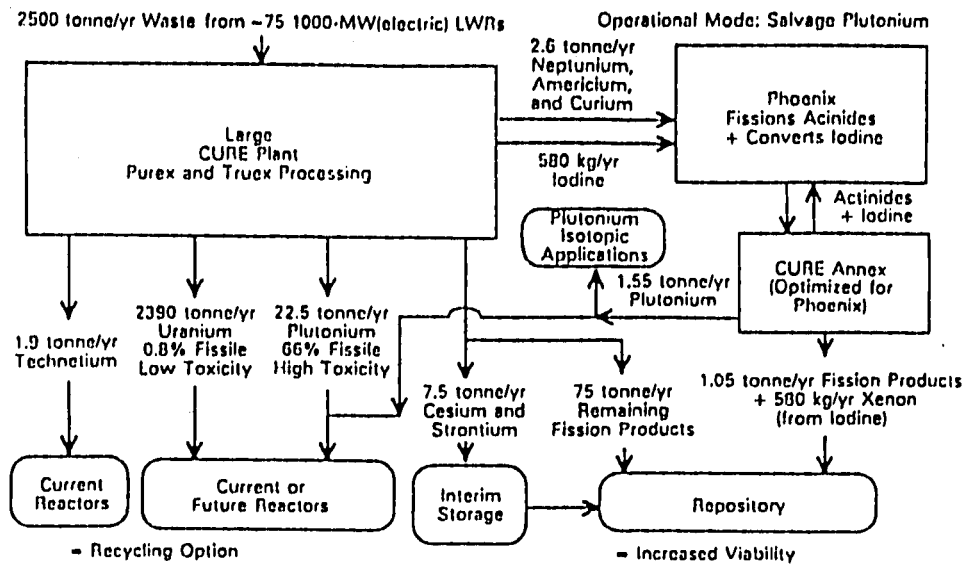 2500 tonne/yr Waste from ~75 1000-MW(electric) LWRs
Operational Mode: Salvage Plutonium
Large
CURE Plant
Purex and Truex Processing
2.6 tonne/yr
Neptunium,
Americium,
and Curium
580 kg/yr
Iodine
Phoenix
Fissions Acinides
+ Converts Iodine
Actinides
+ Iodine
Plutonium
Isotopic
Applications
1.55 tonne/yr
Plutonium
CURE Annex
(Optimized for
Phoenix)
1.9 tonne/yr
Technetium
2390 tonne/yr
Uranium
0.8% Fissile
Low Toxicity
22.5 tonne/yr
Plutonium
66% Fissile
High Toxicity
7.5 tonne/yr
Cesium and
Strontium
75 tonne/yr
Remaining
Fission Products
1.05 tonne/yr Fission Products
+ 580 kg/yr Xenon
(from Iodine)
Current
Reactors
Current or
Future Reactors
Interim
Storage
Repository
= Recycling Option
= Increased Viability